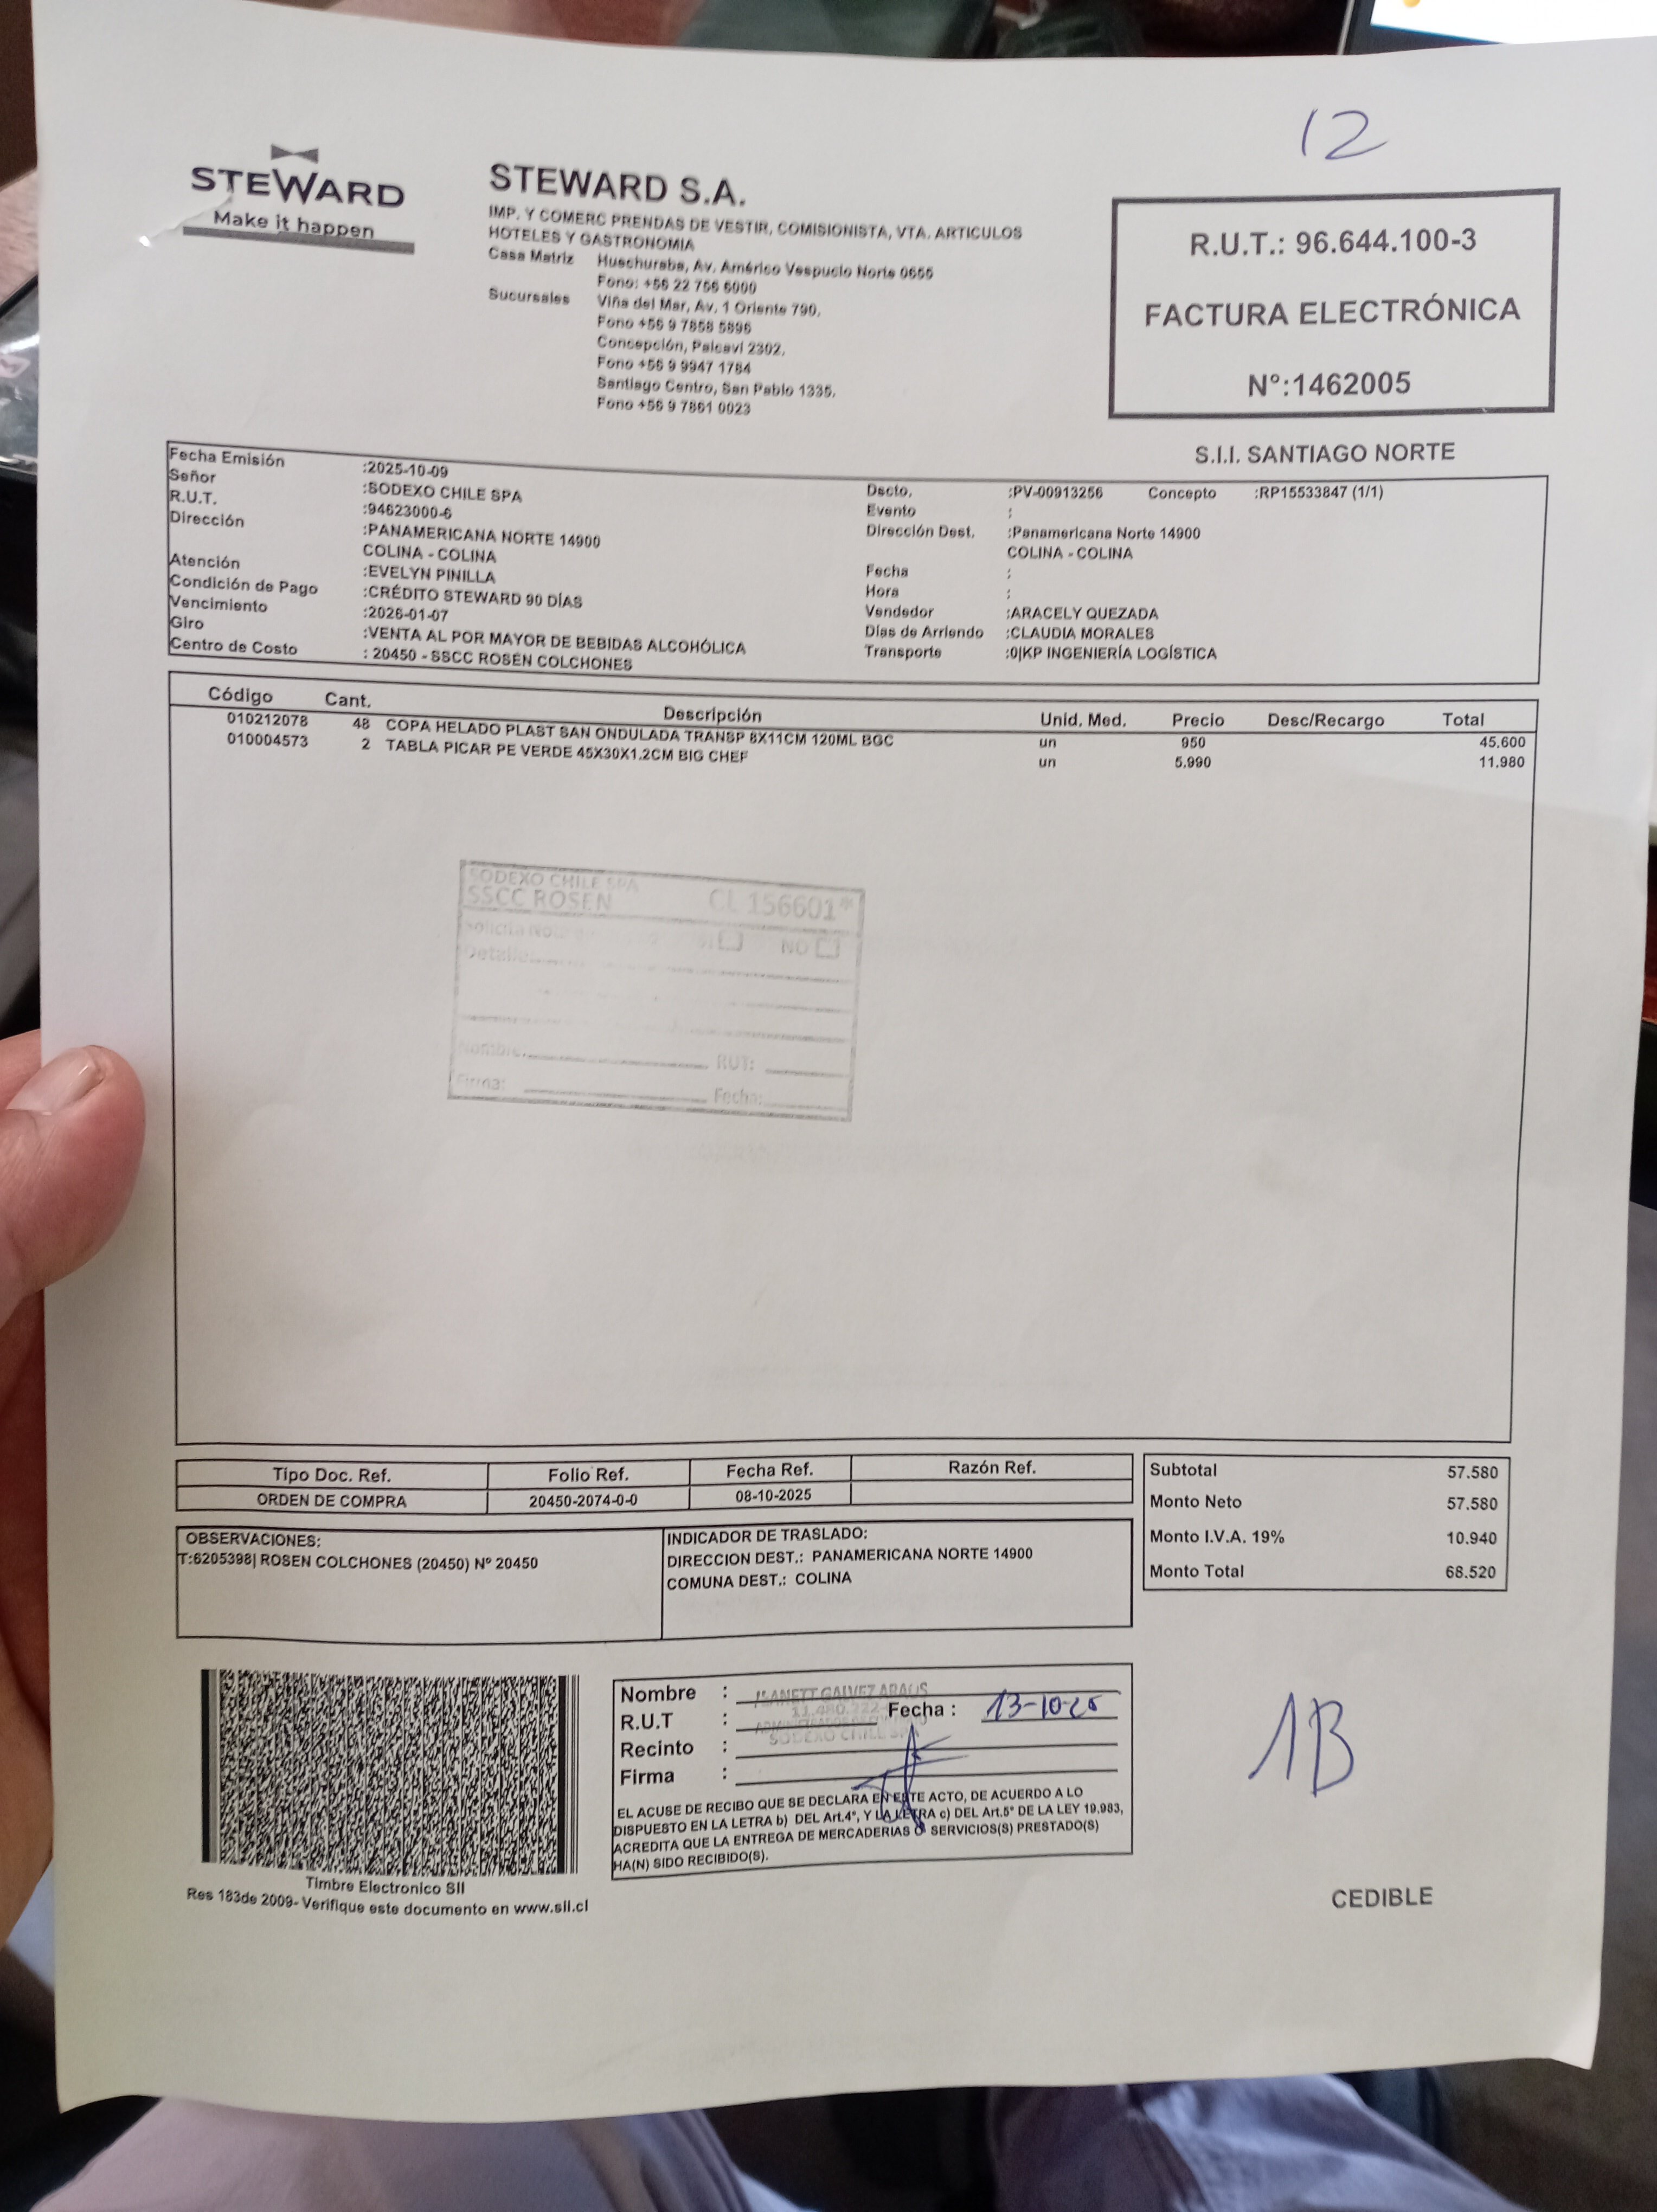 12
STEWARD
Make it happen
STEWARD S.A.
IMP. Y COMERC PRENDAS DE VESTIR, COMISIONISTA, VTA. ARTICULOS
HOTELES Y GASTRONOMIA
Casa Matriz Huechuraba, Av. Américo Vespucio Norte 0655
Fono: +56 22 756 5000
Sucursales Viña del Mar, Av. 1 Oriente 790,
Fono +56 9 7858 5896
Concepción, Paicaví 2302,
Fono +56 9 9947 1784
Santiago Centro, San Pablo 1335,
Fono +56 9 7861 0023
R.U.T.: 96.644.100-3
FACTURA ELECTRÓNICA
N°:1462005
S.I.I. SANTIAGO NORTE
Fecha Emisión :2025-10-09
Señor :SODEXO CHILE SPA
R.U.T. :94623000-6
Dirección :PANAMERICANA NORTE 14900
COLINA - COLINA
Atención :EVELYN PINILLA
Condición de Pago :CRÉDITO STEWARD 90 DÍAS
Vencimiento :2026-01-07
Giro :VENTA AL POR MAYOR DE BEBIDAS ALCOHÓLICA
Centro de Costo : 20450 - SSCC ROSEN COLCHONES
Dscto. :PV-00913256 Concepto :RP15533847 (1/1)
Evento :
Dirección Dest. :Panamericana Norte 14900
COLINA - COLINA
Fecha :
Hora :
Vendedor :ARACELY QUEZADA
Dias de Arriendo :CLAUDIA MORALES
Transporte :0|KP INGENIERÍA LOGÍSTICA
Código Cant. Descripción Unid. Med. Precio Desc/Recargo Total
010212078 48 COPA HELADO PLAST SAN ONDULADA TRANSP 8X11CM 120ML BGC un 950 45.600
010004573 2 TABLA PICAR PE VERDE 45X30X1.2CM BIG CHEF un 5.990 11.980
SODEXO CHILE SPA
SSCC ROSEN CL 156601*
Solicita NO
Detalle
Nombre RUT:
Firma: Fecha:
Tipo Doc. Ref. Folio Ref. Fecha Ref. Razón Ref.
ORDEN DE COMPRA 20450-2074-0-0 08-10-2025
Subtotal 57.580
Monto Neto 57.580
Monto I.V.A. 19% 10.940
Monto Total 68.520
OBSERVACIONES:
T:6205398| ROSEN COLCHONES (20450) Nº 20450
INDICADOR DE TRASLADO:
DIRECCION DEST.: PANAMERICANA NORTE 14900
COMUNA DEST.: COLINA
Nombre : GALVEZ ARAOS
R.U.T : Fecha : 13-10-25
SODEXO CHILE SPA
Recinto :
Firma :
EL ACUSE DE RECIBO QUE SE DECLARA EN ESTE ACTO, DE ACUERDO A LO
DISPUESTO EN LA LETRA b) DEL Art.4°, Y LA LETRA c) DEL Art.5° DE LA LEY 19.983,
ACREDITA QUE LA ENTREGA DE MERCADERIAS O SERVICIOS(S) PRESTADO(S)
HA(N) SIDO RECIBIDO(S).
1B
Timbre Electronico SII
Res 183de 2009- Verifique este documento en www.sii.cl
CEDIBLE